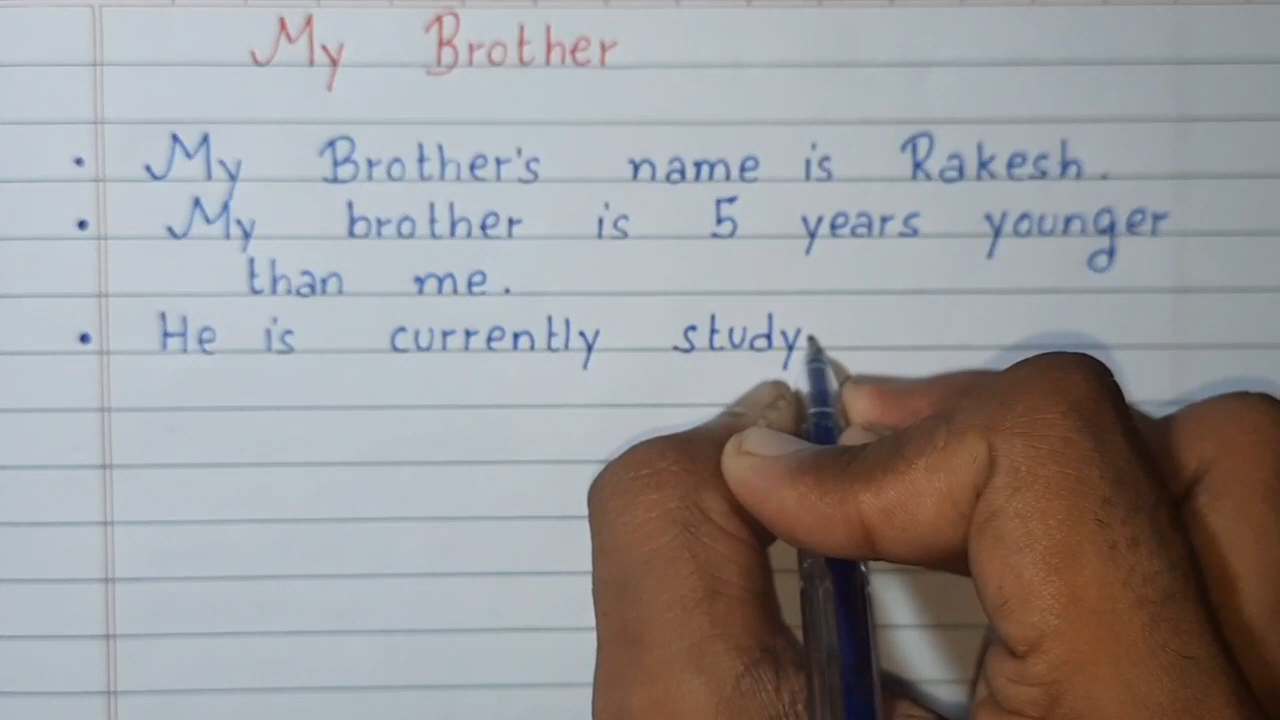 My Brother
• My Brother's name is Rakesh.
• My brother is 5 years younger
than me.
• He is currently study